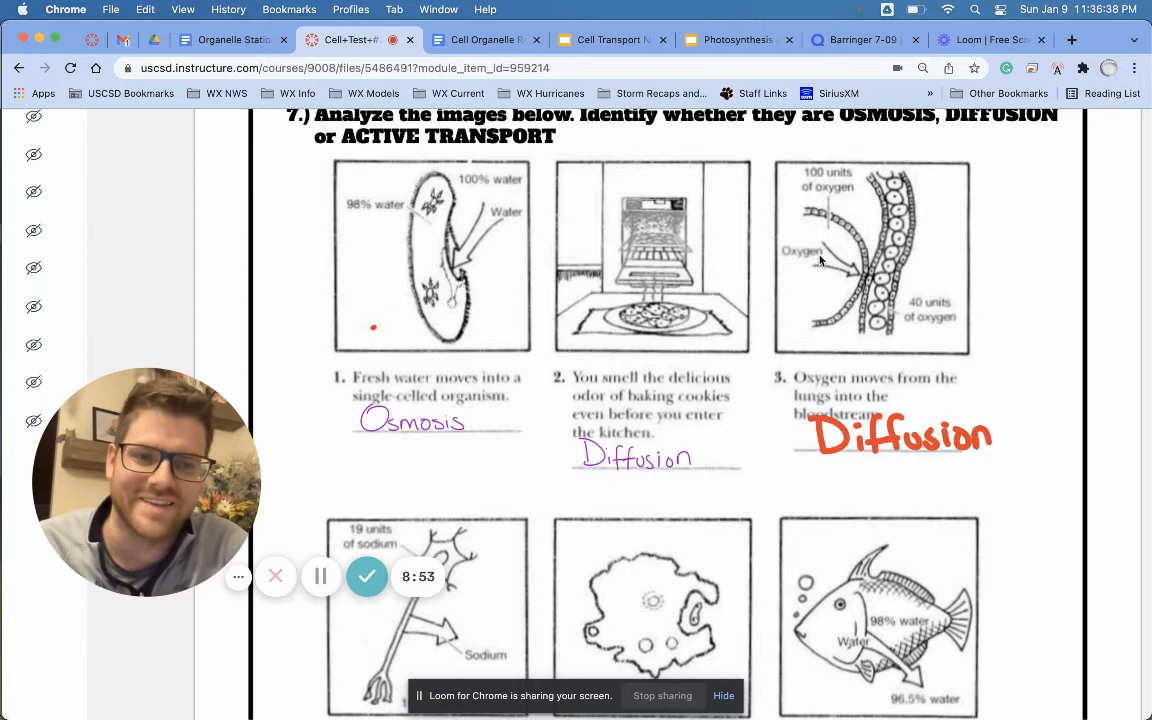 Chrome File Edit View History Bookmarks Profiles Tab Window Help Sun Jan 9 11:36:38 PM
Organelle Statio Cell+Test+# Cell Organelle R Cell Transport N Photosynthesis Barringer 7-09 Loom | Free Scr
uscsd.instructure.com/courses/9008/files/5486491?module_item_id=959214
Apps USCSD Bookmarks WX NWS WX Info WX Models WX Current WX Hurricanes Storm Recaps and... Staff Links SiriusXM » Other Bookmarks Reading List
7.) Analyze the images below. Identify whether they are OSMOSIS, DIFFUSION
or ACTIVE TRANSPORT
100% water
98% water
Water
100 units
of oxygen
Oxygen
40 units
of oxygen
1. Fresh water moves into a
single-celled organism.
Osmosis
2. You smell the delicious
odor of baking cookies
even before you enter
the kitchen.
Diffusion
3. Oxygen moves from the
lungs into the
bloodstream.
Diffusion
19 units
of sodium
Sodium
98% water
Water
96.5% water
8:53
Loom for Chrome is sharing your screen. Stop sharing Hide